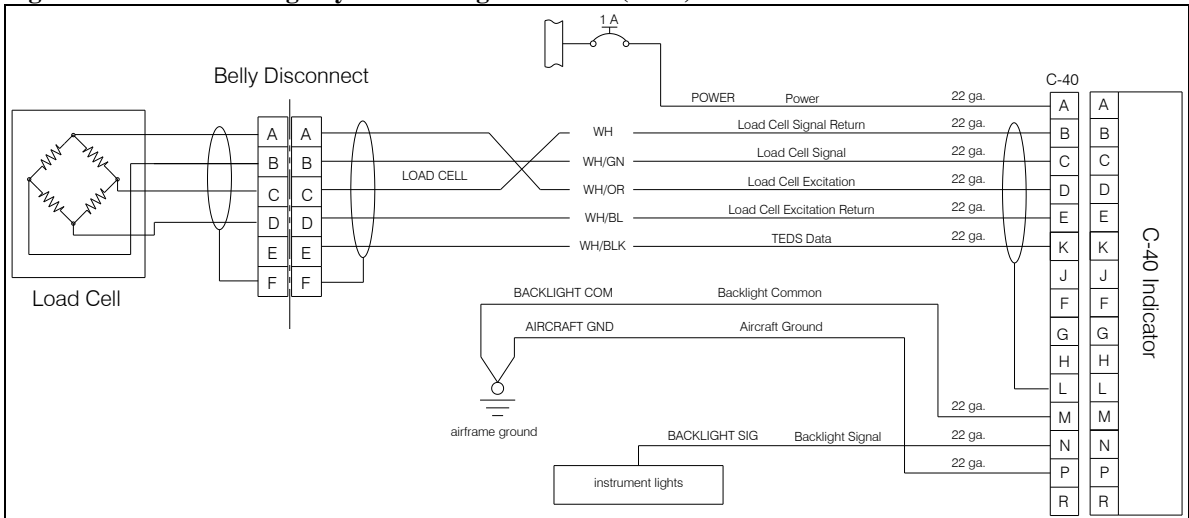 1 A
Belly Disconnect
C-40
POWER Power 22 ga.
A A
WH Load Cell Signal Return 22 ga.
B B
A A
WH/GN Load Cell Signal 22 ga.
C C
B B
LOAD CELL
WH/OR Load Cell Excitation 22 ga.
D D
C C
WH/BL Load Cell Excitation Return 22 ga.
E E
D D
WH/BLK TEDS Data 22 ga.
K K
E E
J J
F F
Load Cell
BACKLIGHT COM Backlight Common
F F
AIRCRAFT GND Aircraft Ground
G G
H H
L L
C-40 Indicator
22 ga.
M M
airframe ground
BACKLIGHT SIG Backlight Signal 22 ga.
N N
22 ga.
P P
instrument lights
R R